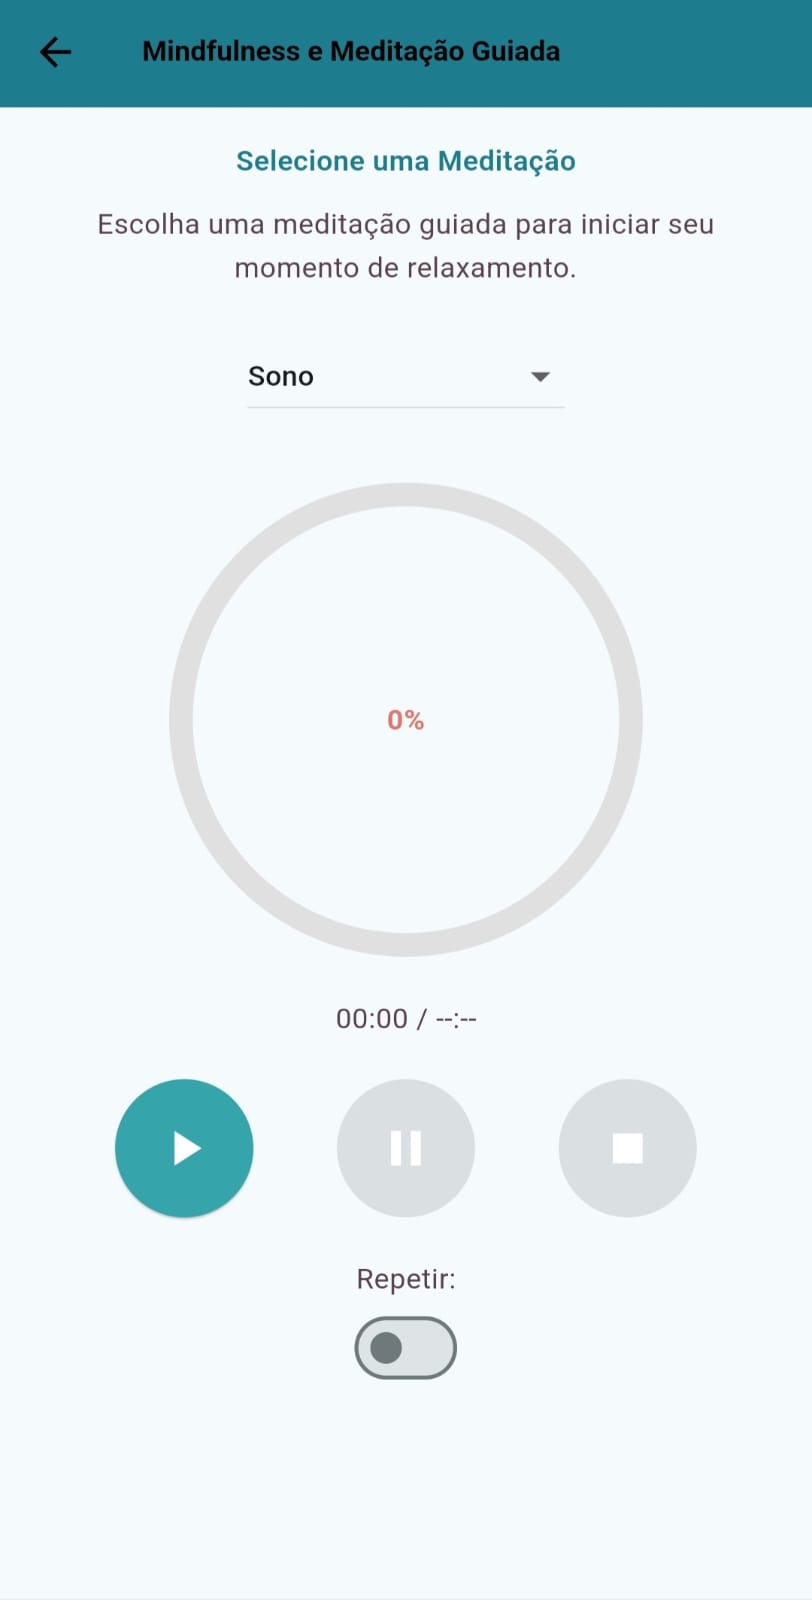 Mindfulness e Meditação Guiada
Selecione uma Meditação
Escolha uma meditação guiada para iniciar seu
momento de relaxamento.
Sono
0%
00:00 / --:--
Repetir: